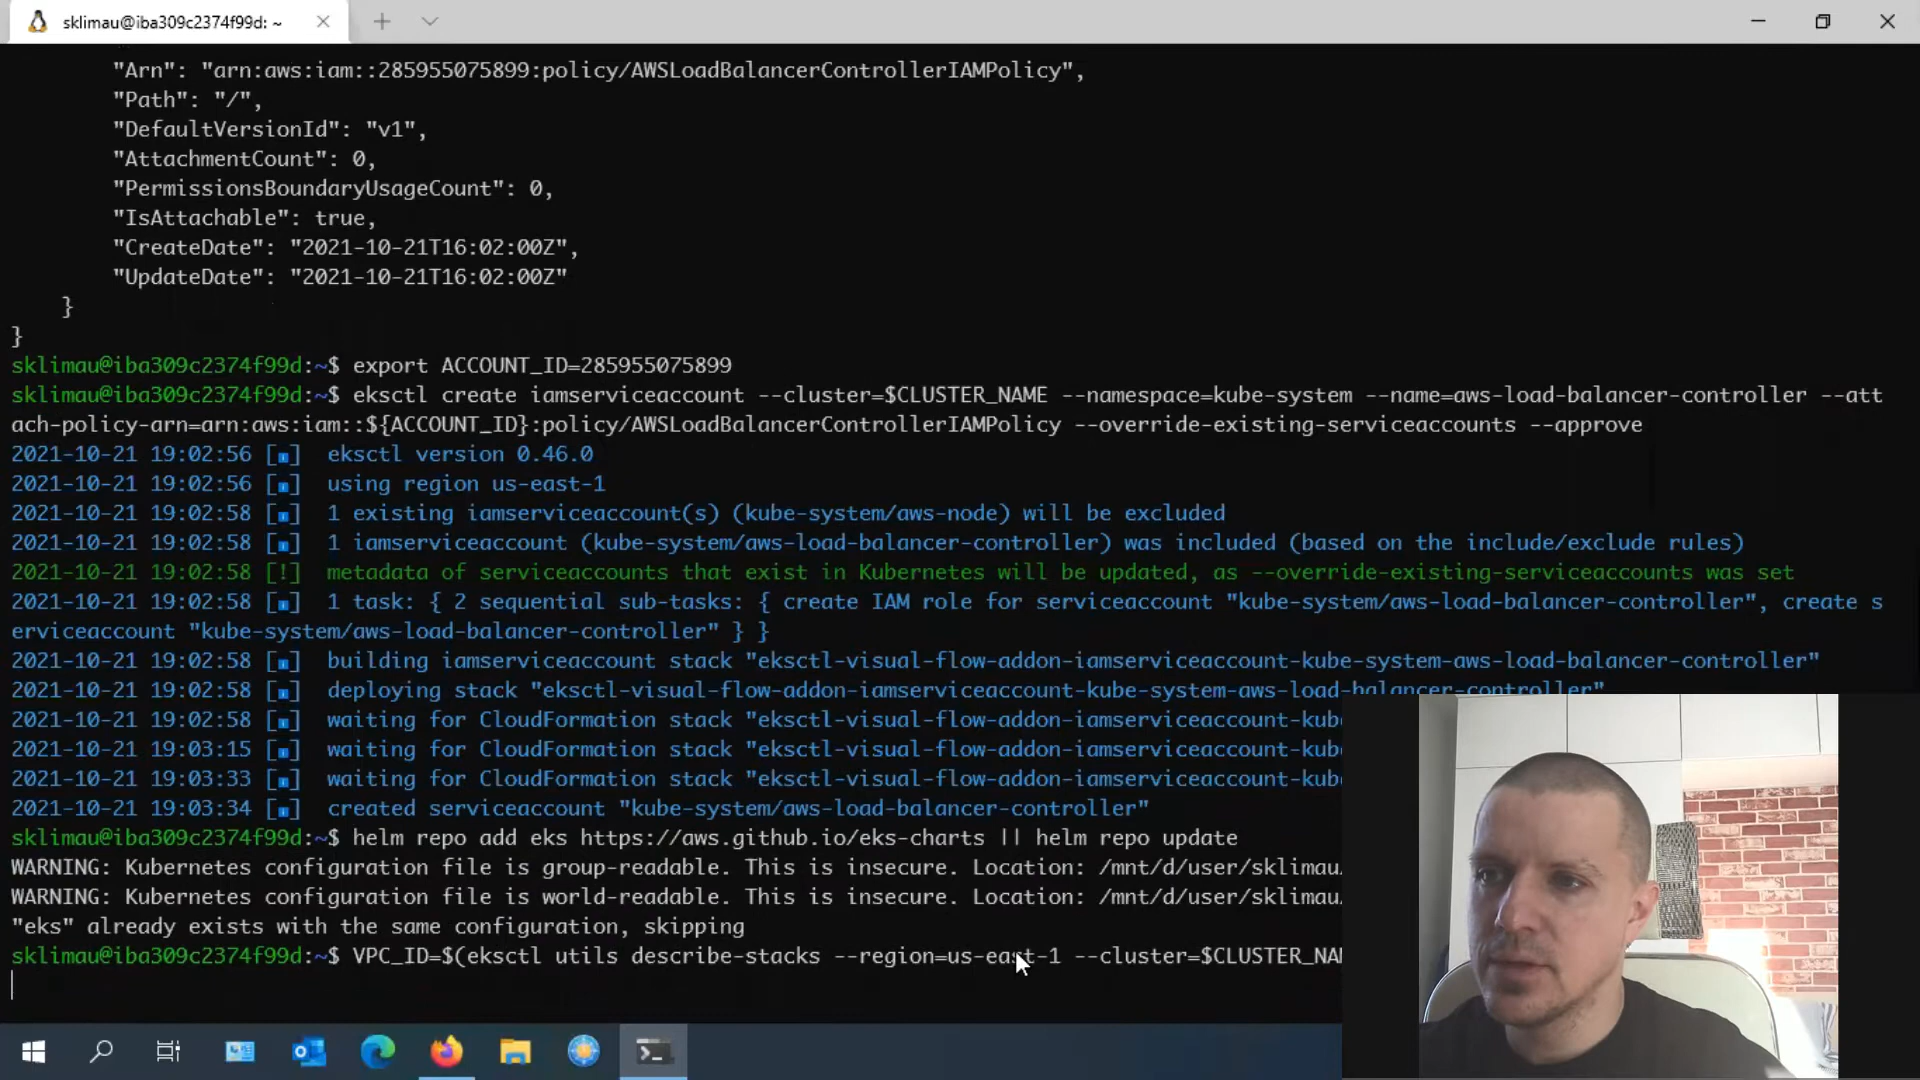 sklimau@iba309c2374f99d: ~
"Arn": "arn:aws:iam::285955075899:policy/AWSLoadBalancerControllerIAMPolicy",
"Path": "/",
"DefaultVersionId": "v1",
"AttachmentCount": 0,
"PermissionsBoundaryUsageCount": 0,
"IsAttachable": true,
"CreateDate": "2021-10-21T16:02:00Z",
"UpdateDate": "2021-10-21T16:02:00Z"
}
}
sklimau@iba309c2374f99d:~$ export ACCOUNT_ID=285955075899
sklimau@iba309c2374f99d:~$ eksctl create iamserviceaccount --cluster=$CLUSTER_NAME --namespace=kube-system --name=aws-load-balancer-controller --att
ach-policy-arn=arn:aws:iam::${ACCOUNT_ID}:policy/AWSLoadBalancerControllerIAMPolicy --override-existing-serviceaccounts --approve
2021-10-21 19:02:56 [i]  eksctl version 0.46.0
2021-10-21 19:02:56 [i]  using region us-east-1
2021-10-21 19:02:58 [i]  1 existing iamserviceaccount(s) (kube-system/aws-node) will be excluded
2021-10-21 19:02:58 [i]  1 iamserviceaccount (kube-system/aws-load-balancer-controller) was included (based on the include/exclude rules)
2021-10-21 19:02:58 [!]  metadata of serviceaccounts that exist in Kubernetes will be updated, as --override-existing-serviceaccounts was set
2021-10-21 19:02:58 [i]  1 task: { 2 sequential sub-tasks: { create IAM role for serviceaccount "kube-system/aws-load-balancer-controller", create s
erviceaccount "kube-system/aws-load-balancer-controller" } }
2021-10-21 19:02:58 [i]  building iamserviceaccount stack "eksctl-visual-flow-addon-iamserviceaccount-kube-system-aws-load-balancer-controller"
2021-10-21 19:02:58 [i]  deploying stack "eksctl-visual-flow-addon-iamserviceaccount-kube-system-aws-load-balancer-controller"
2021-10-21 19:02:58 [i]  waiting for CloudFormation stack "eksctl-visual-flow-addon-iamserviceaccount-kub
2021-10-21 19:03:15 [i]  waiting for CloudFormation stack "eksctl-visual-flow-addon-iamserviceaccount-kub
2021-10-21 19:03:33 [i]  waiting for CloudFormation stack "eksctl-visual-flow-addon-iamserviceaccount-kub
2021-10-21 19:03:34 [i]  created serviceaccount "kube-system/aws-load-balancer-controller"
sklimau@iba309c2374f99d:~$ helm repo add eks https://aws.github.io/eks-charts || helm repo update
WARNING: Kubernetes configuration file is group-readable. This is insecure. Location: /mnt/d/user/sklimau
WARNING: Kubernetes configuration file is world-readable. This is insecure. Location: /mnt/d/user/sklimau
"eks" already exists with the same configuration, skipping
sklimau@iba309c2374f99d:~$ VPC_ID=$(eksctl utils describe-stacks --region=us-east-1 --cluster=$CLUSTER_NA